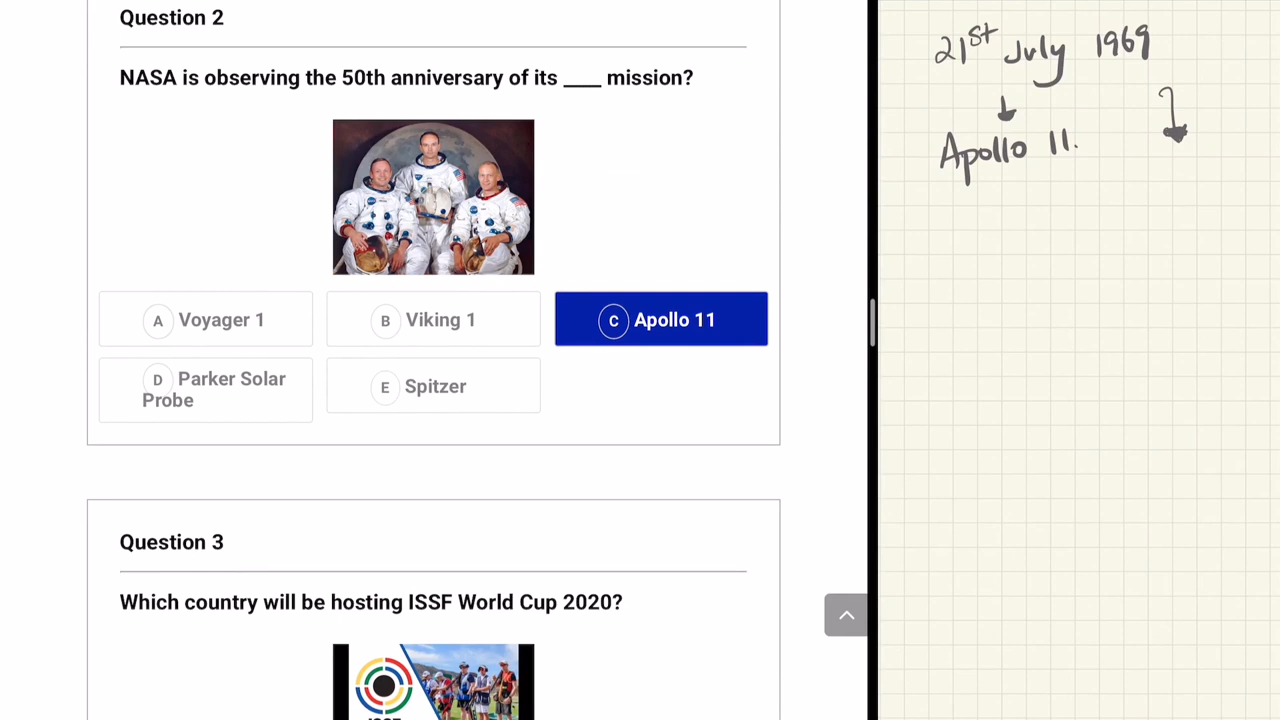 Question 2
NASA is observing the 50th anniversary of its ____ mission?
A Voyager 1
B Viking 1
C Apollo 11
D Parker Solar
Probe
E Spitzer
Question 3
Which country will be hosting ISSF World Cup 2020?
21st July 1969
Apollo 11.